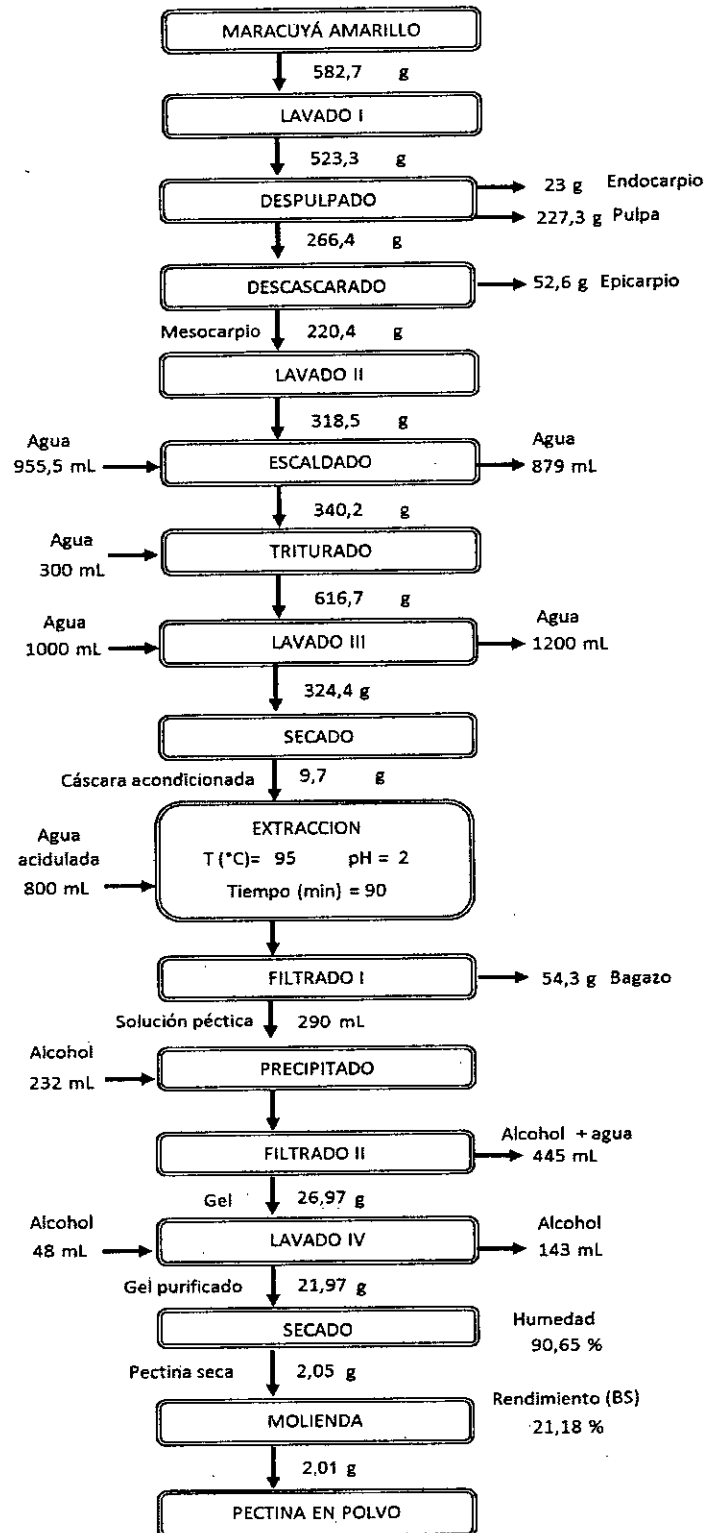 MARACUYÁ AMARILLO
582,7 g
LAVADO I
523,3 g
DESPULPADO
23 g Endocarpio
227,3 g Pulpa
266,4 g
DESCASCARADO
52,6 g Epicarpio
Mesocarpio 220,4 g
LAVADO II
318,5 g
Agua
955,5 mL
ESCALDADO
Agua
879 mL
340,2 g
Agua
300 mL
TRITURADO
616,7 g
Agua
1000 mL
LAVADO III
Agua
1200 mL
324,4 g
SECADO
Cáscara acondicionada 9,7 g
Agua
acidulada
800 mL
EXTRACCION
T (°C)= 95 pH = 2
Tiempo (min) = 90
FILTRADO I
54,3 g Bagazo
Solución péctica 290 mL
Alcohol
232 mL
PRECIPITADO
FILTRADO II
Alcohol + agua
445 mL
Gel 26,97 g
Alcohol
48 mL
LAVADO IV
Alcohol
143 mL
Gel purificado 21,97 g
SECADO
Humedad
90,65 %
Pectina seca 2,05 g
MOLIENDA
Rendimiento (BS)
21,18 %
2,01 g
PECTINA EN POLVO